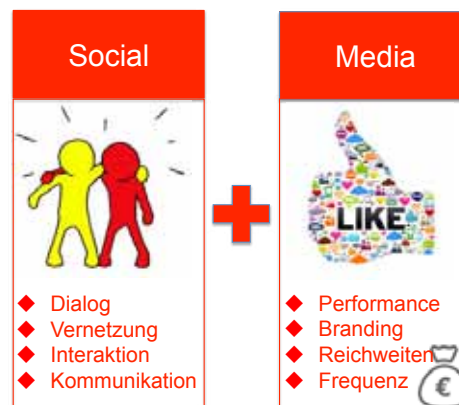 Social
Dialog
Vernetzung
Interaktion
Kommunikation
Media
LIKE
Performance
Branding
Reichweiten
Frequenz
€